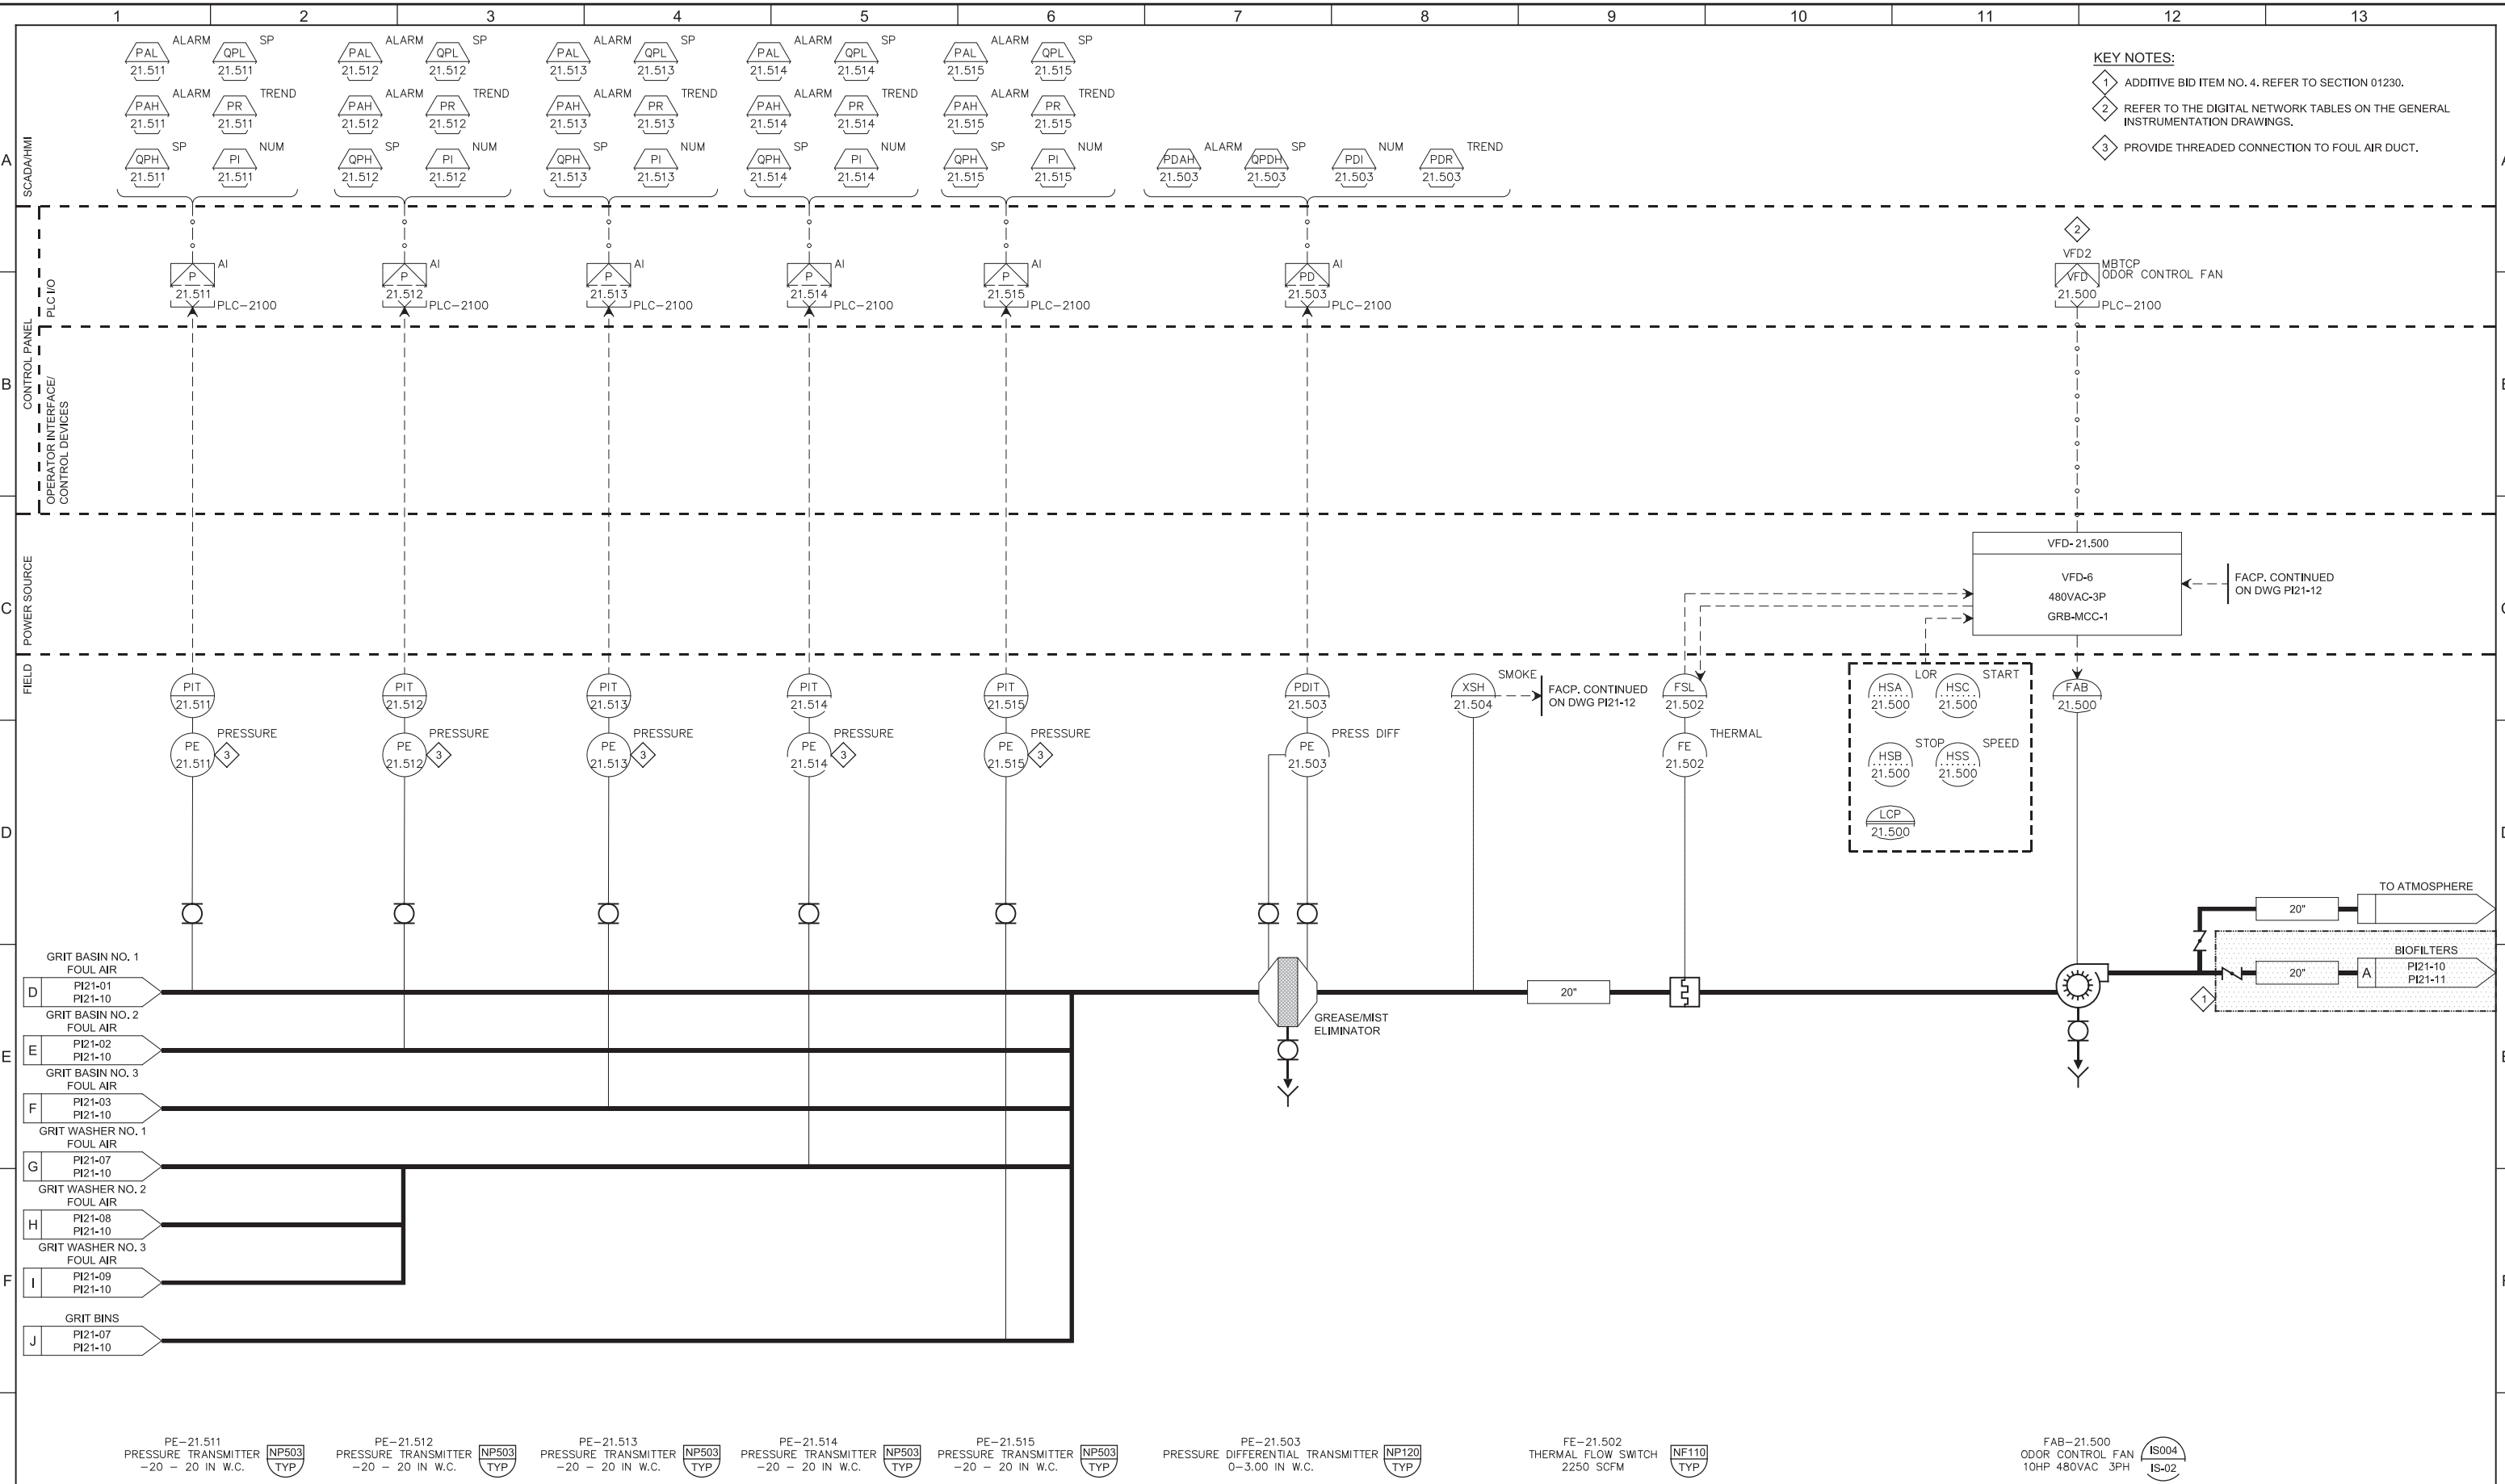 1 2 3 4 5 6 7 8 9 10 11 12 13
KEY NOTES:
1 ADDITIVE BID ITEM NO. 4. REFER TO SECTION 01230.
2 REFER TO THE DIGITAL NETWORK TABLES ON THE GENERAL
INSTRUMENTATION DRAWINGS.
3 PROVIDE THREADED CONNECTION TO FOUL AIR DUCT.
A
SCADA/HMI
PAL 21.511 ALARM QPL 21.511 SP
PAH 21.511 ALARM PR 21.511 TREND
QPH 21.511 SP PI 21.511 NUM
PAL 21.512 ALARM QPL 21.512 SP
PAH 21.512 ALARM PR 21.512 TREND
QPH 21.512 SP PI 21.512 NUM
PAL 21.513 ALARM QPL 21.513 SP
PAH 21.513 ALARM PR 21.513 TREND
QPH 21.513 SP PI 21.513 NUM
PAL 21.514 ALARM QPL 21.514 SP
PAH 21.514 ALARM PR 21.514 TREND
QPH 21.514 SP PI 21.514 NUM
PAL 21.515 ALARM QPL 21.515 SP
PAH 21.515 ALARM PR 21.515 TREND
QPH 21.515 SP PI 21.515 NUM
PDAH 21.503 ALARM QPDH 21.503 SP PDI 21.503 NUM PDR 21.503 TREND
CONTROL PANEL
PLC I/O
P 21.511 AI PLC-2100
P 21.512 AI PLC-2100
P 21.513 AI PLC-2100
P 21.514 AI PLC-2100
P 21.515 AI PLC-2100
PD 21.503 AI PLC-2100
2
VFD2
VFD 21.500 MBTCP
ODOR CONTROL FAN
PLC-2100
B
OPERATOR INTERFACE/
CONTROL DEVICES
C
POWER SOURCE
VFD-21.500
VFD-6
480VAC-3P
GRB-MCC-1
FACP. CONTINUED
ON DWG PI21-12
FIELD
PIT 21.511
PIT 21.512
PIT 21.513
PIT 21.514
PIT 21.515
PDIT 21.503
XSH 21.504 SMOKE
FACP. CONTINUED
ON DWG PI21-12
FSL 21.502
HSA 21.500 LOR HSC 21.500 START
FAB 21.500
PE 21.511 PRESSURE 3
PE 21.512 PRESSURE 3
PE 21.513 PRESSURE 3
PE 21.514 PRESSURE 3
PE 21.515 PRESSURE 3
PE 21.503 PRESS DIFF
FE 21.502 THERMAL
HSB 21.500 STOP HSS 21.500 SPEED
LCP 21.500
D
TO ATMOSPHERE
20"
BIOFILTERS
20" A PI21-10
PI21-11
1
GRIT BASIN NO. 1
FOUL AIR
D PI21-01
PI21-10
20"
GREASE/MIST
ELIMINATOR
GRIT BASIN NO. 2
FOUL AIR
E
E PI21-02
PI21-10
GRIT BASIN NO. 3
FOUL AIR
F PI21-03
PI21-10
GRIT WASHER NO. 1
FOUL AIR
G PI21-07
PI21-10
GRIT WASHER NO. 2
FOUL AIR
H PI21-08
PI21-10
GRIT WASHER NO. 3
FOUL AIR
F
I PI21-09
PI21-10
GRIT BINS
J PI21-07
PI21-10
PE-21.511
PRESSURE TRANSMITTER
-20 - 20 IN W.C.
NP503
TYP
PE-21.512
PRESSURE TRANSMITTER
-20 - 20 IN W.C.
NP503
TYP
PE-21.513
PRESSURE TRANSMITTER
-20 - 20 IN W.C.
NP503
TYP
PE-21.514
PRESSURE TRANSMITTER
-20 - 20 IN W.C.
NP503
TYP
PE-21.515
PRESSURE TRANSMITTER
-20 - 20 IN W.C.
NP503
TYP
PE-21.503
PRESSURE DIFFERENTIAL TRANSMITTER
0-3.00 IN W.C.
NP120
TYP
FE-21.502
THERMAL FLOW SWITCH
2250 SCFM
NF110
TYP
FAB-21.500
ODOR CONTROL FAN
10HP 480VAC 3PH
IS004
IS-02